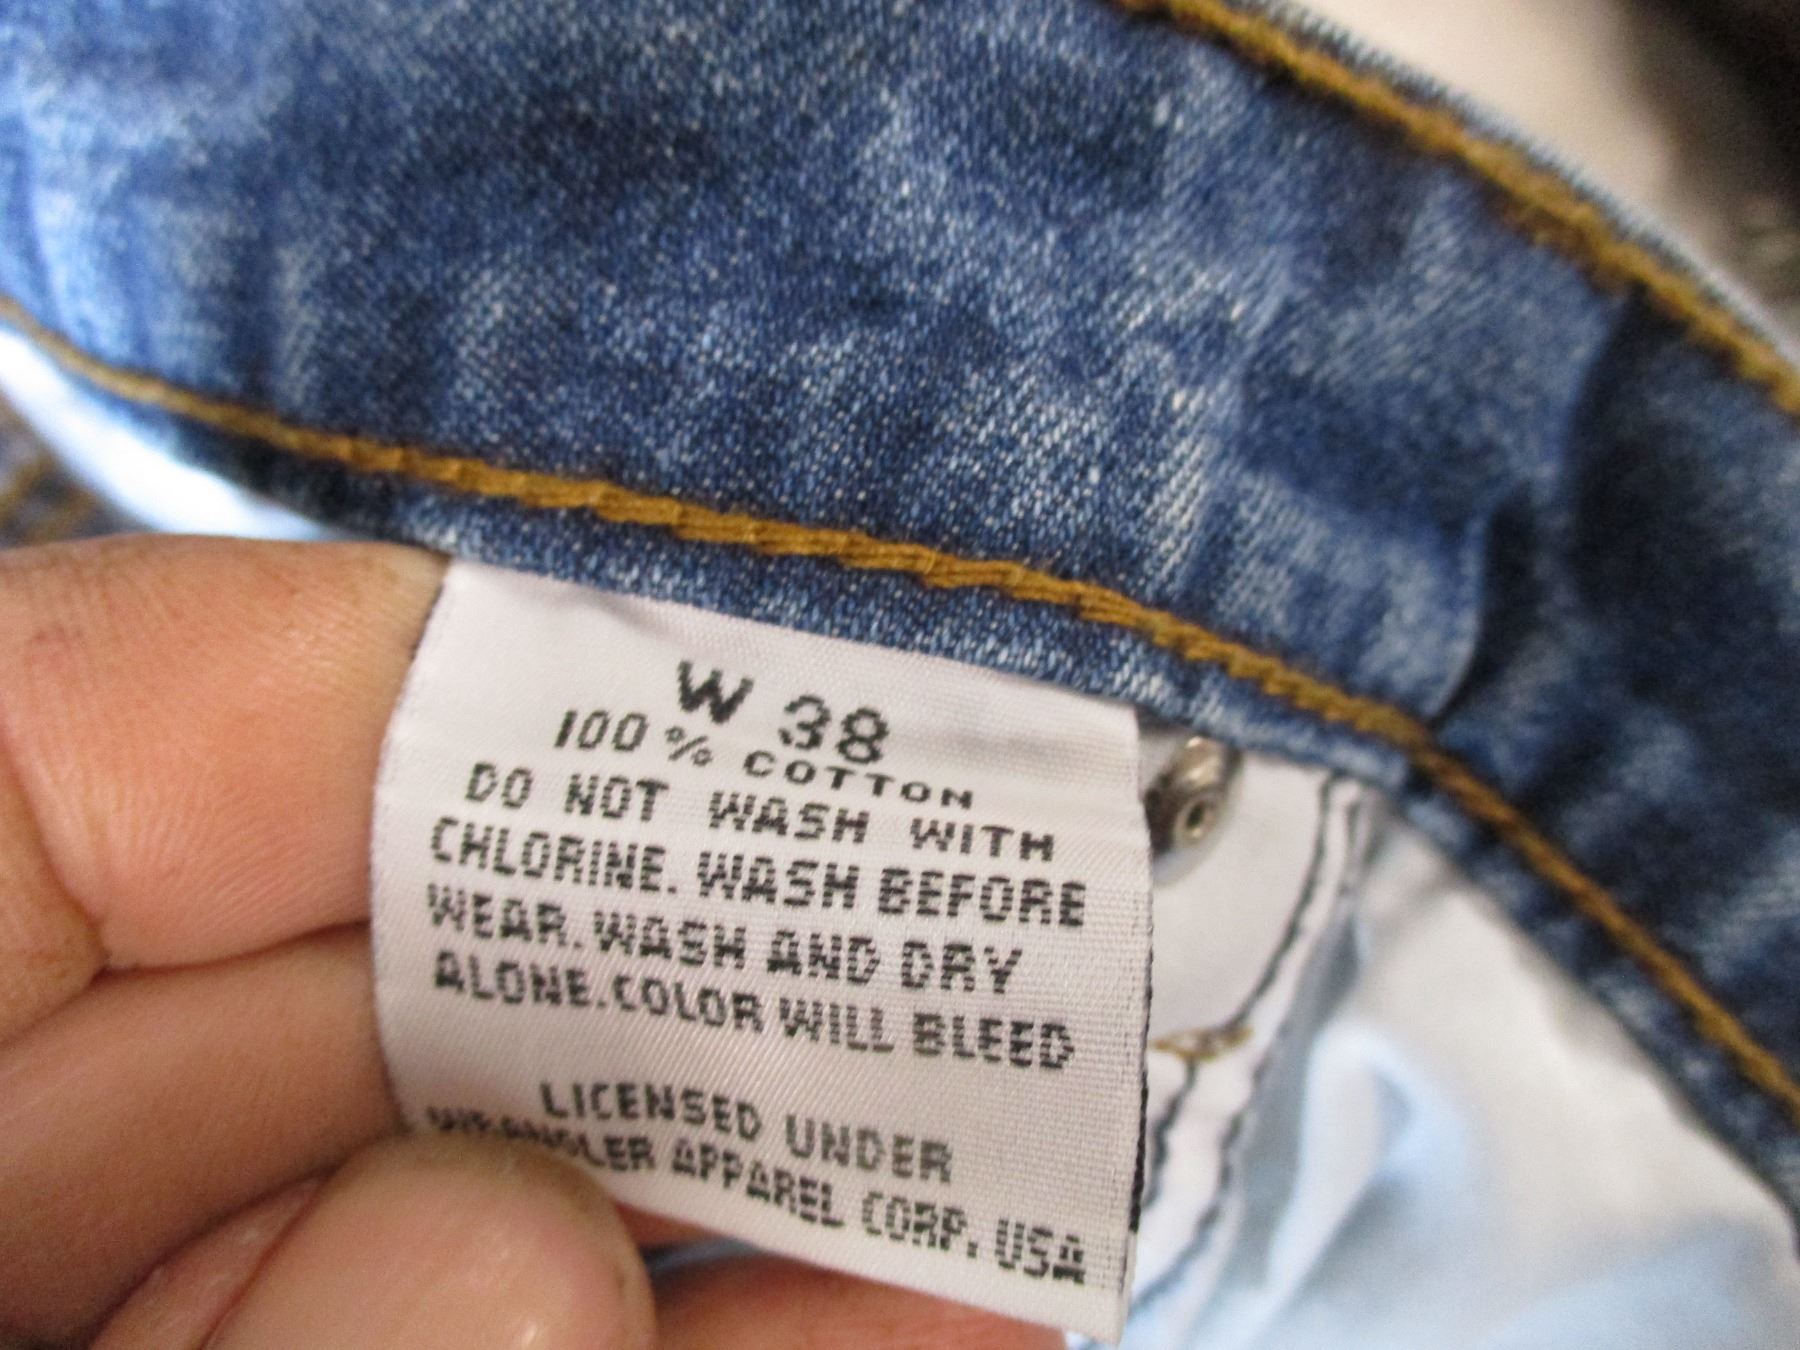 W 38
100 % COTTON
DO NOT WASH WITH
CHLORINE. WASH BEFORE
WEAR. WASH AND DRY
ALONE. COLOR WILL BLEED
LICENSED UNDER
WRANGLER APPAREL CORP. USA